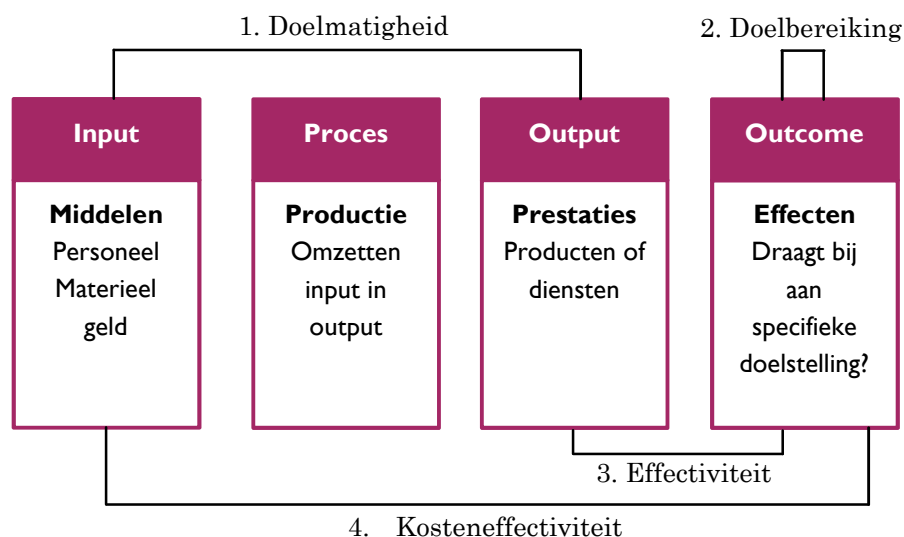 1. Doelmatigheid
2. Doelbereiking
Input
Middelen
Personeel
Materieel
geld
Proces
Productie
Omzetten
input in
output
Output
Prestaties
Producten of
diensten
Outcome
Effecten
Draagt bij
aan
specifieke
doelstelling?
3. Effectiviteit
4. Kosteneffectiviteit